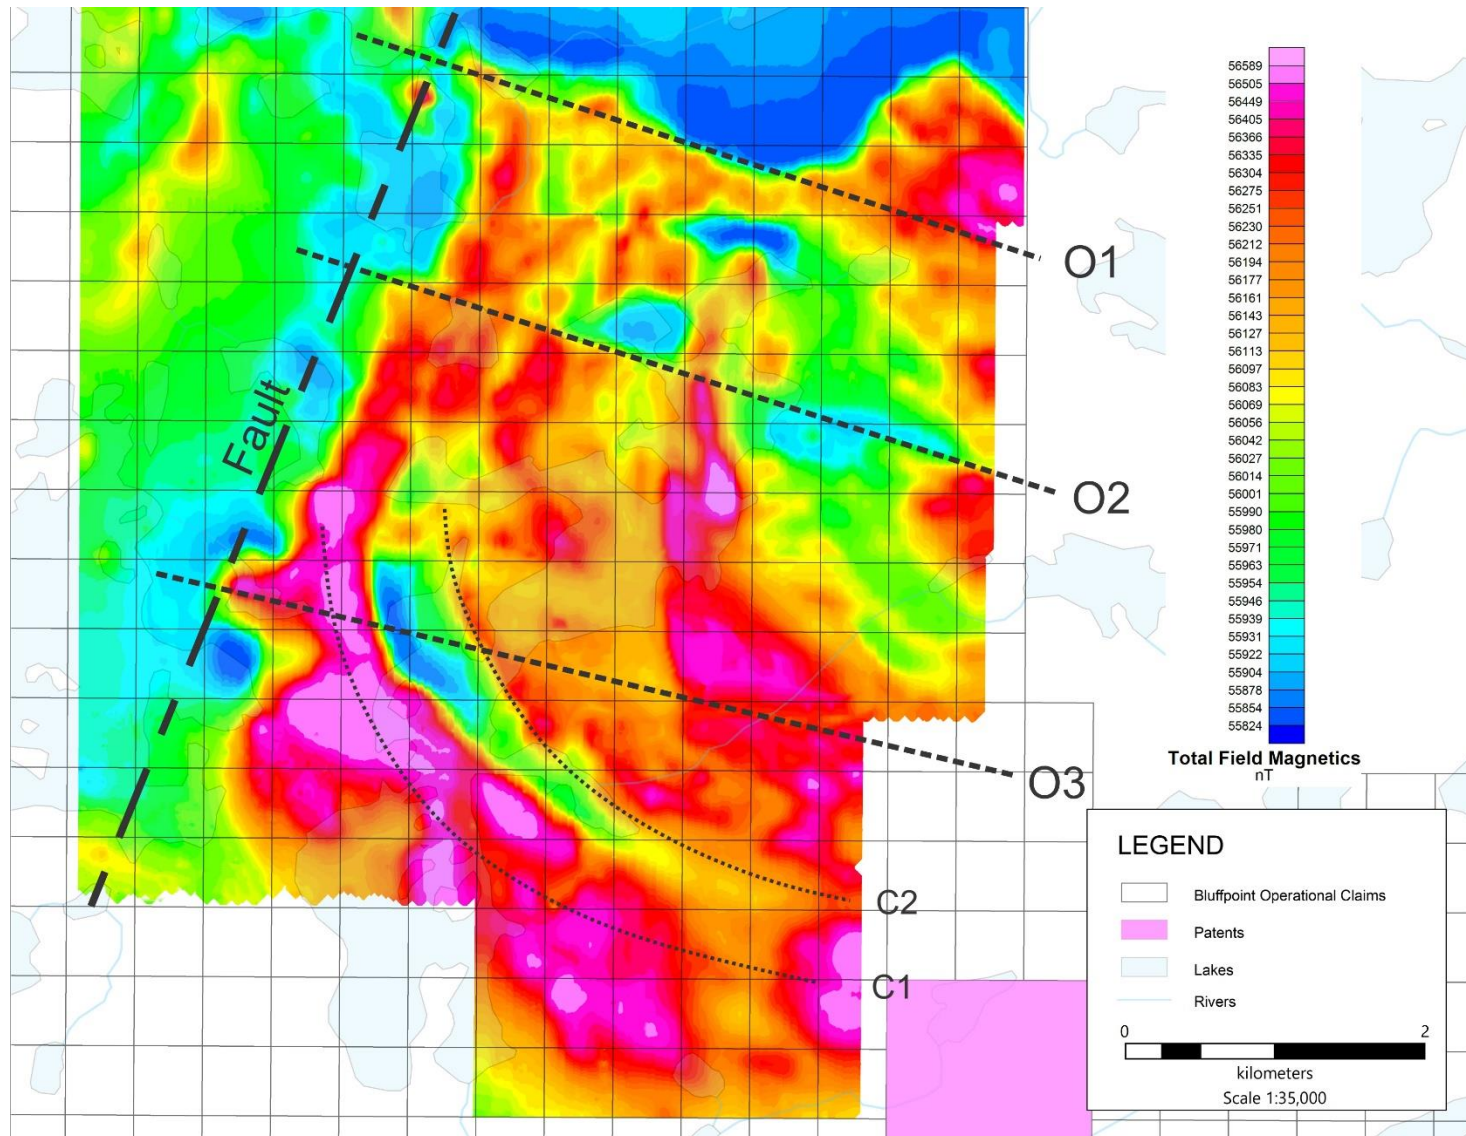 Fault
O1
O2
O3
C2
C1
56589
56505
56449
56405
56366
56335
56304
56275
56251
56230
56212
56194
56177
56161
56143
56127
56113
56097
56083
56069
56056
56042
56027
56014
56001
55990
55980
55971
55963
55954
55946
55939
55931
55922
55904
55878
55854
55824
Total Field Magnetics
nT
LEGEND
Bluffpoint Operational Claims
Patents
Lakes
Rivers
0 2
kilometers
Scale 1:35,000